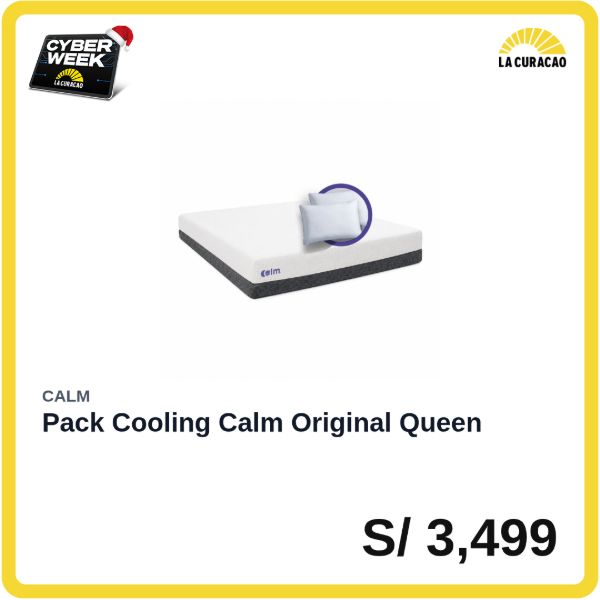 CYBER
WEEK
LA CURACAO
LA CURACAO
Calm
CALM
Pack Cooling Calm Original Queen
S/ 3,499